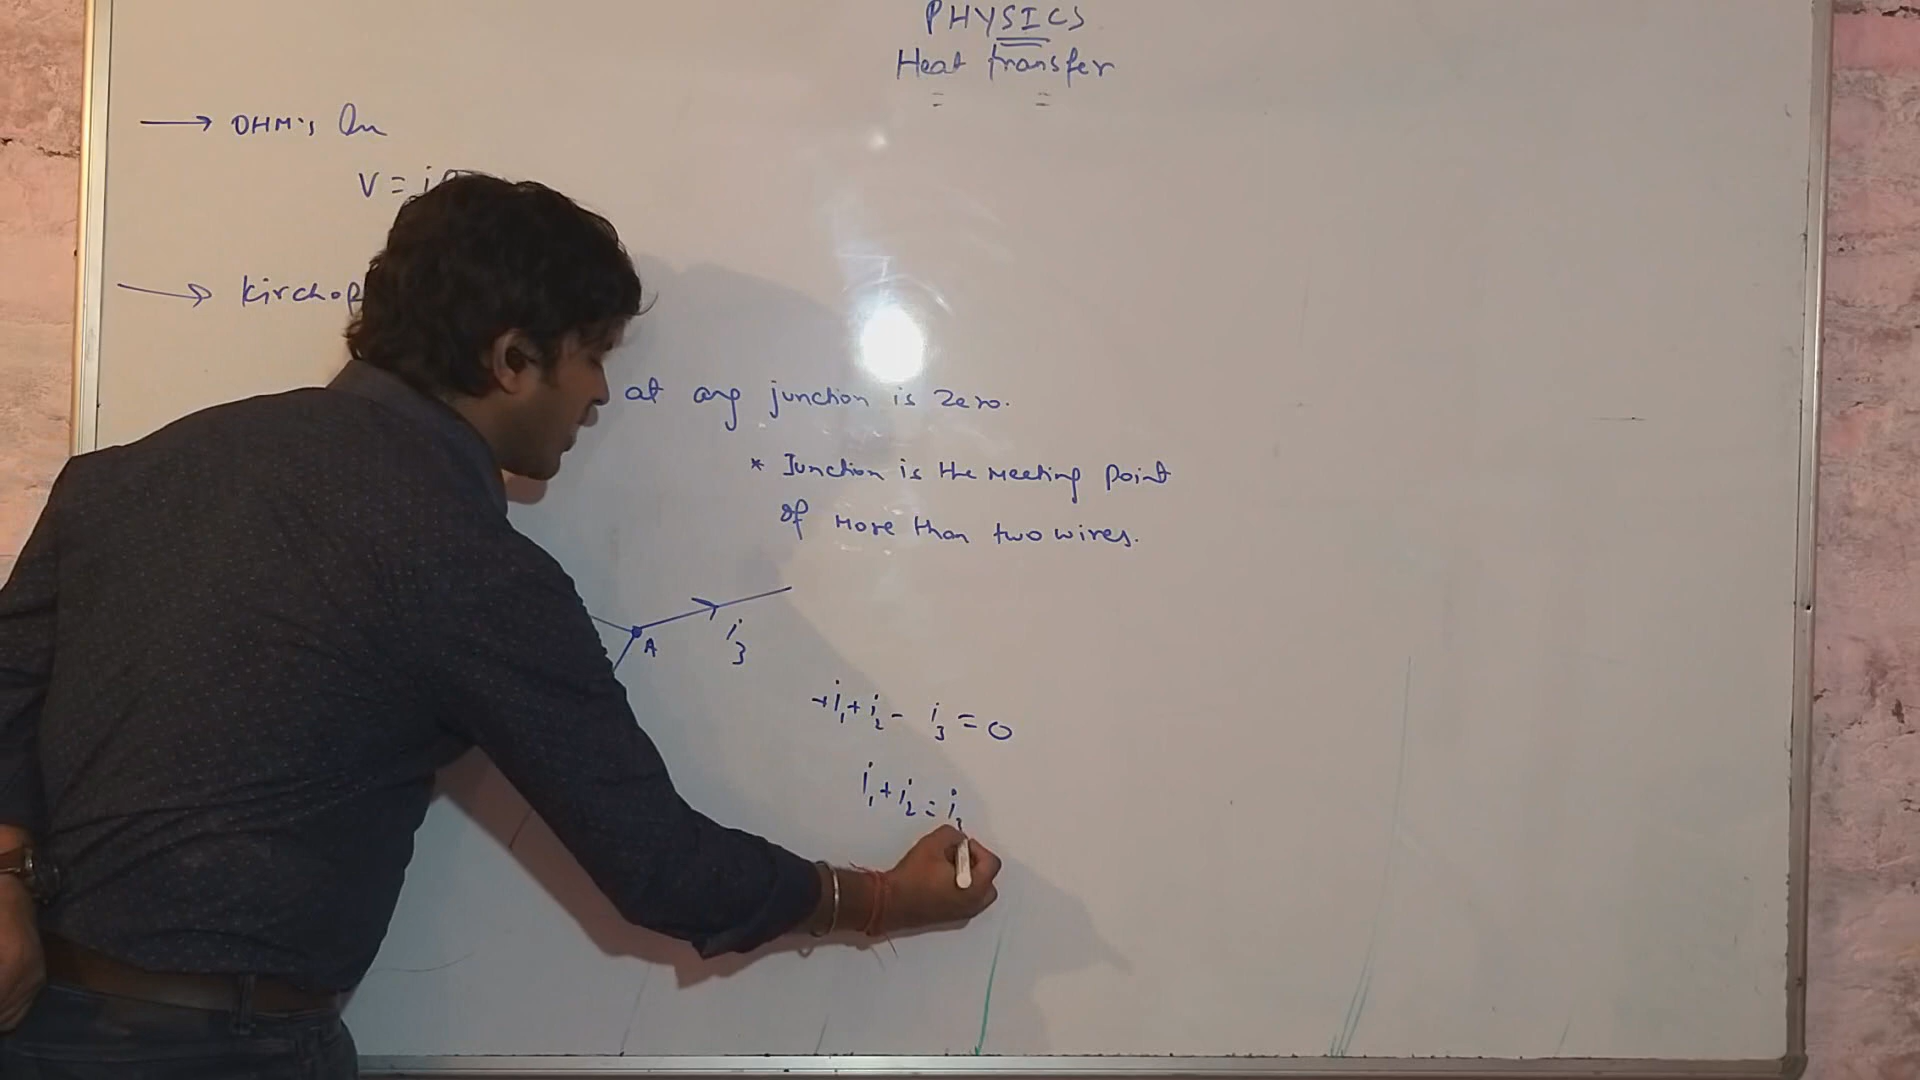 PHYSICS
Heat transfer
→ OHM's
V = i
→ Kirchof
at any junction is zero.
* Junction is the meeting point
of more than two wires.
A
i₃
+i₁+i₂- i₃ = 0
i₁+i₂ = i₃